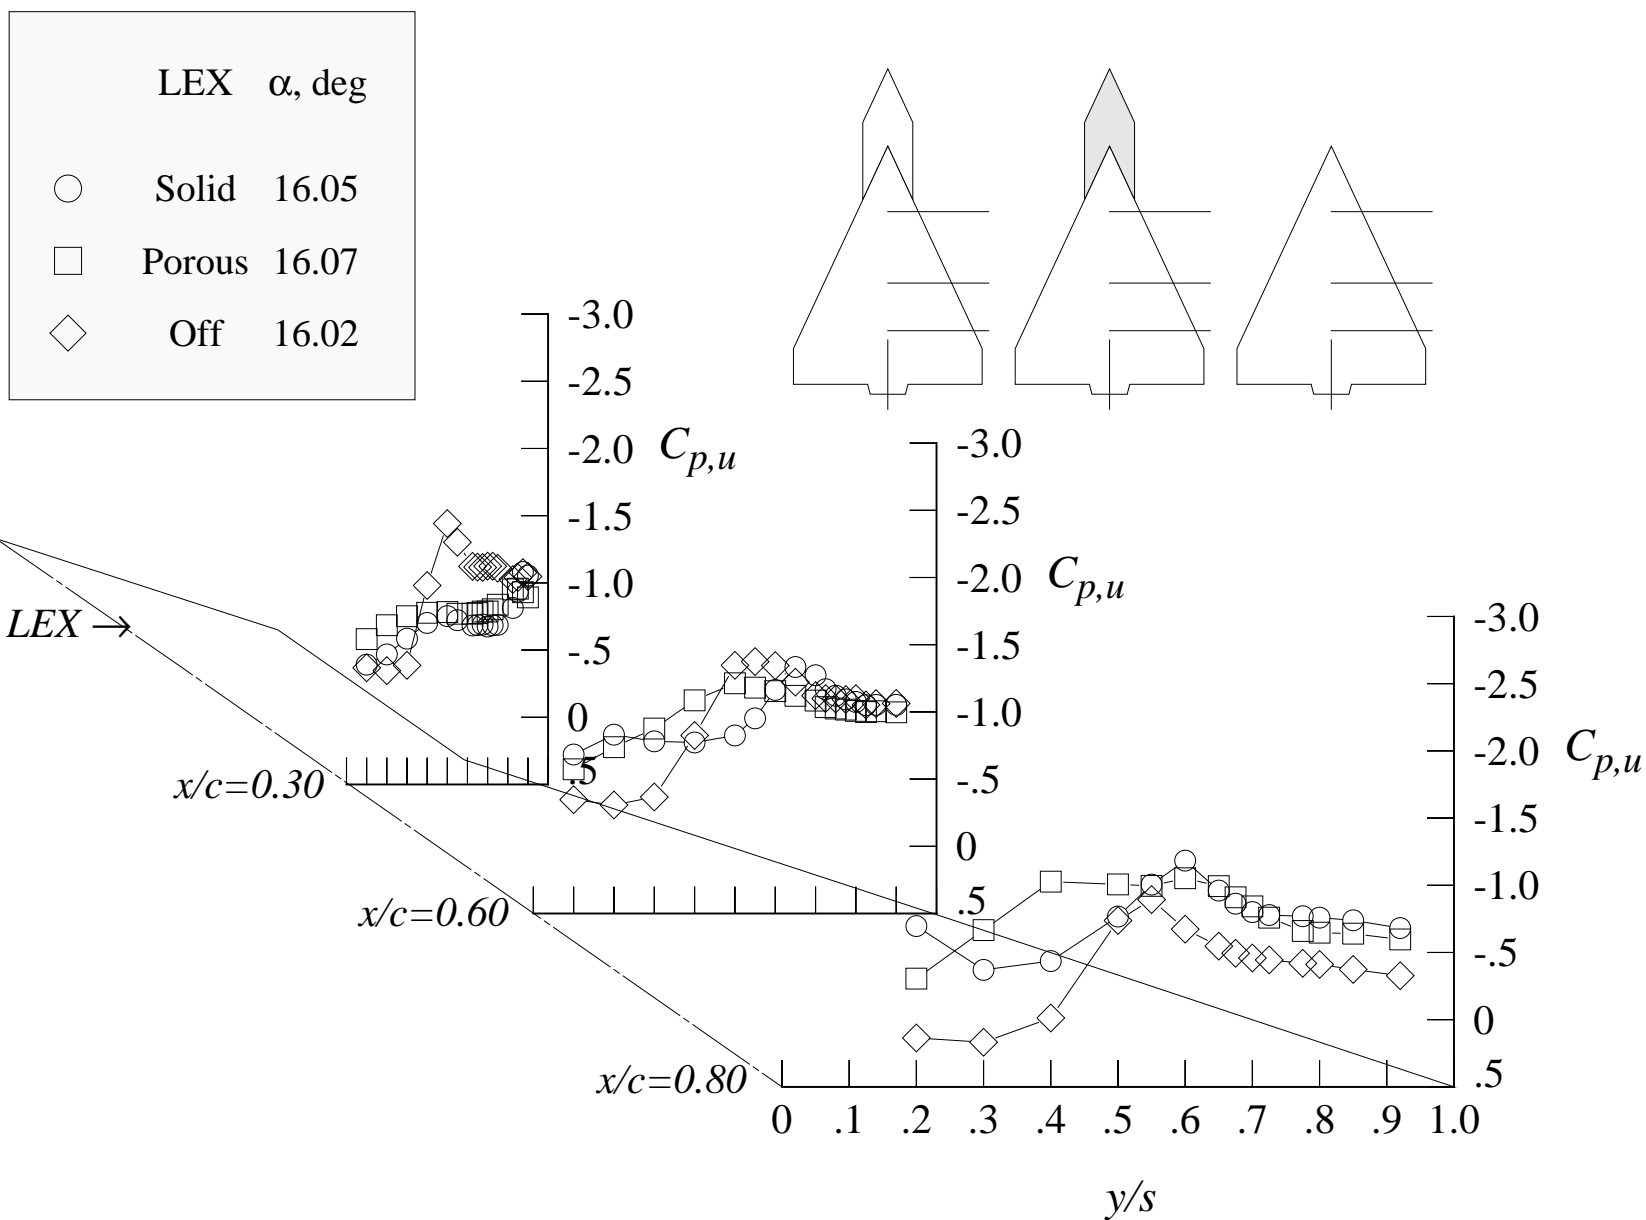 LEX α, deg
Solid 16.05
Porous 16.07
Off 16.02
-3.0
-2.5
-2.0 Cp,u
-1.5
-1.0
-.5
0
.5
x/c=0.30
LEX →
-3.0
-2.5
-2.0 Cp,u
-1.5
-1.0
-.5
0
.5
x/c=0.60
-3.0
-2.5
-2.0 Cp,u
-1.5
-1.0
-.5
0
.5
x/c=0.80
0 .1 .2 .3 .4 .5 .6 .7 .8 .9 1.0
y/s